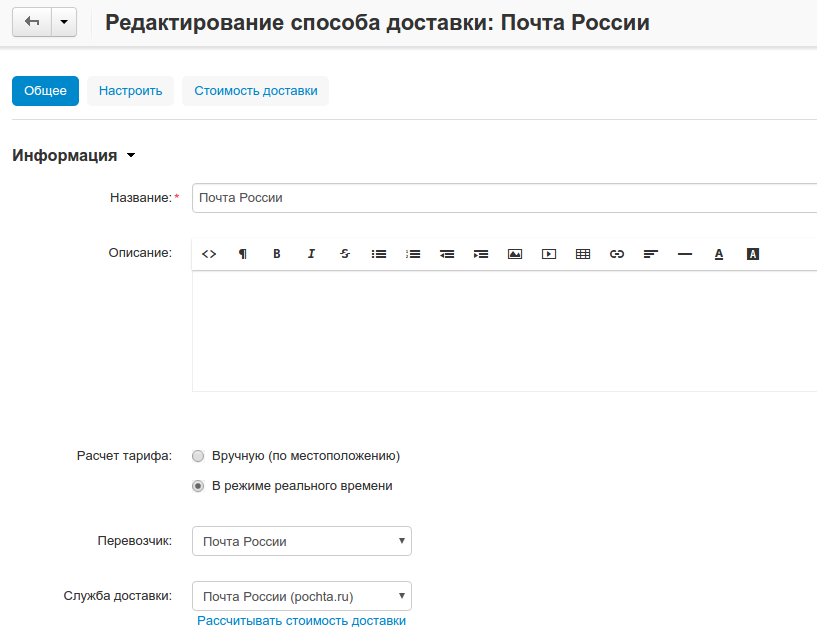 Редактирование способа доставки: Почта России
Общее Настроить Стоимость доставки
Информация
Название:* Почта России
Описание:
Расчет тарифа: Вручную (по местоположению)
В режиме реального времени
Перевозчик: Почта России
Служба доставки: Почта России (pochta.ru)
Рассчитывать стоимость доставки